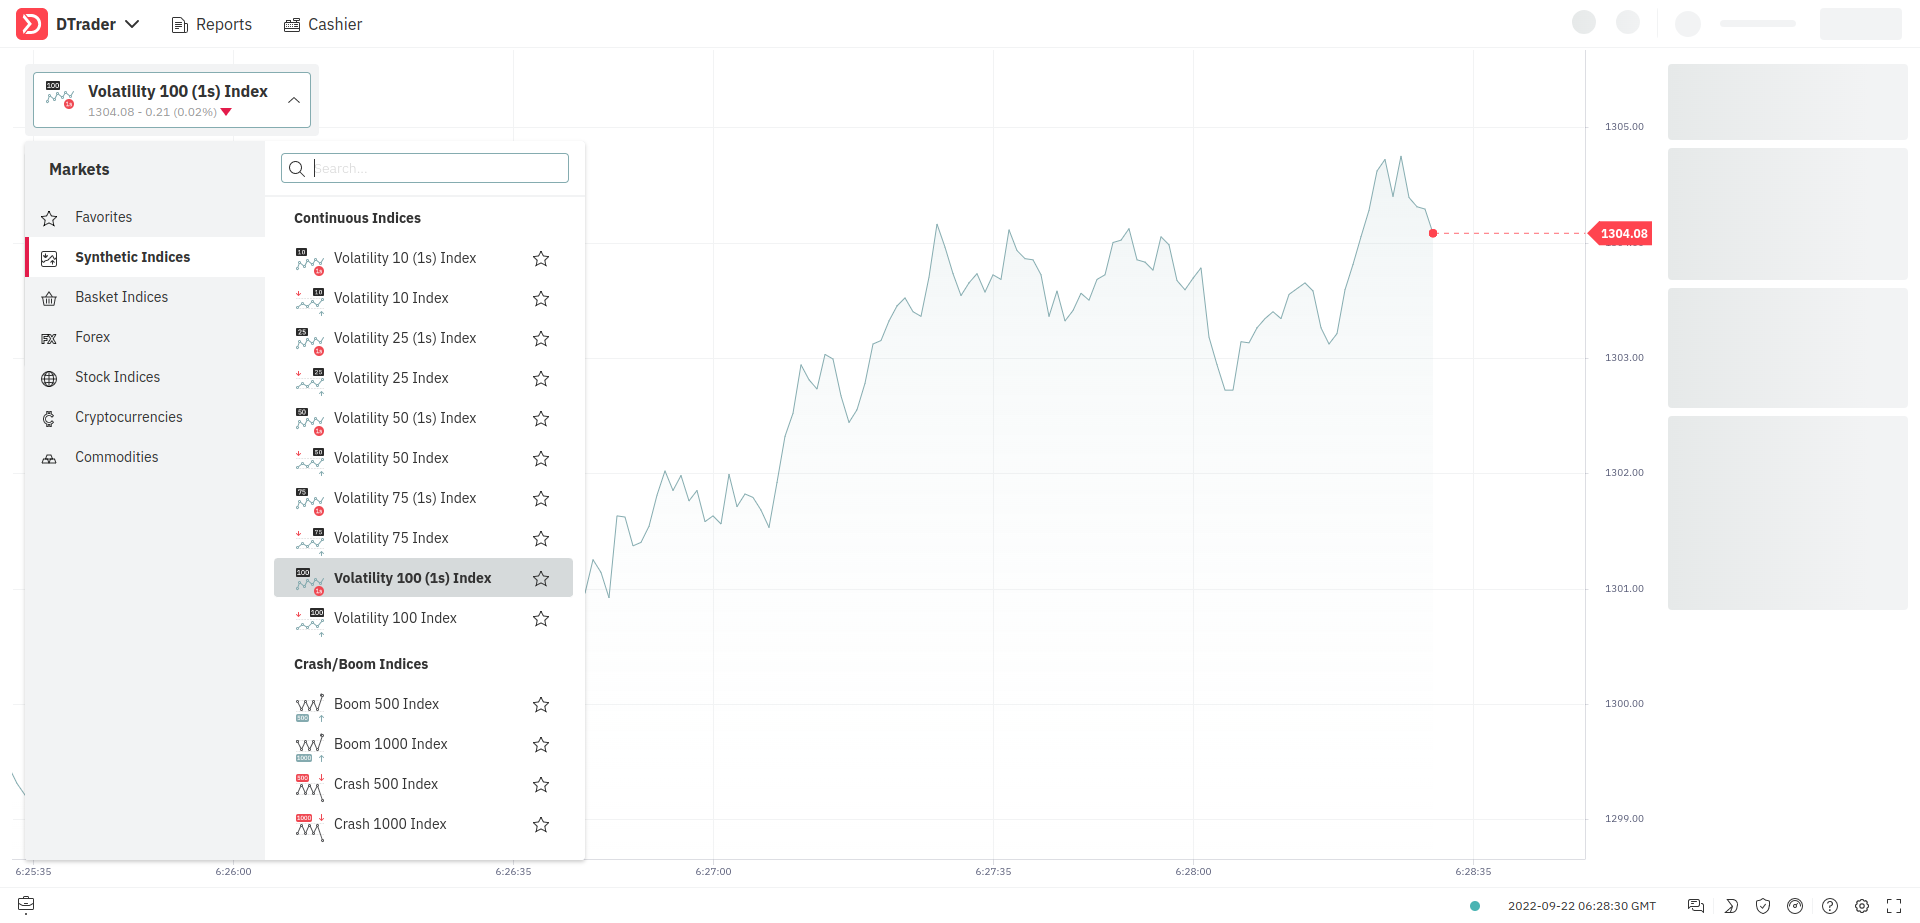 DTrader
Reports
Cashier
Volatility 100 (1s) Index
1304.08 - 0.21 (0.02%)
Markets
Favorites
Synthetic Indices
Basket Indices
Forex
Stock Indices
Cryptocurrencies
Commodities
Search...
Continuous Indices
Volatility 10 (1s) Index
Volatility 10 Index
Volatility 25 (1s) Index
Volatility 25 Index
Volatility 50 (1s) Index
Volatility 50 Index
Volatility 75 (1s) Index
Volatility 75 Index
Volatility 100 (1s) Index
Volatility 100 Index
Crash/Boom Indices
Boom 500 Index
Boom 1000 Index
Crash 500 Index
Crash 1000 Index
1305.00
1304.08
1303.00
1302.00
1301.00
1300.00
1299.00
6:25:35
6:26:00
6:26:35
6:27:00
6:27:35
6:28:00
6:28:35
2022-09-22 06:28:30 GMT